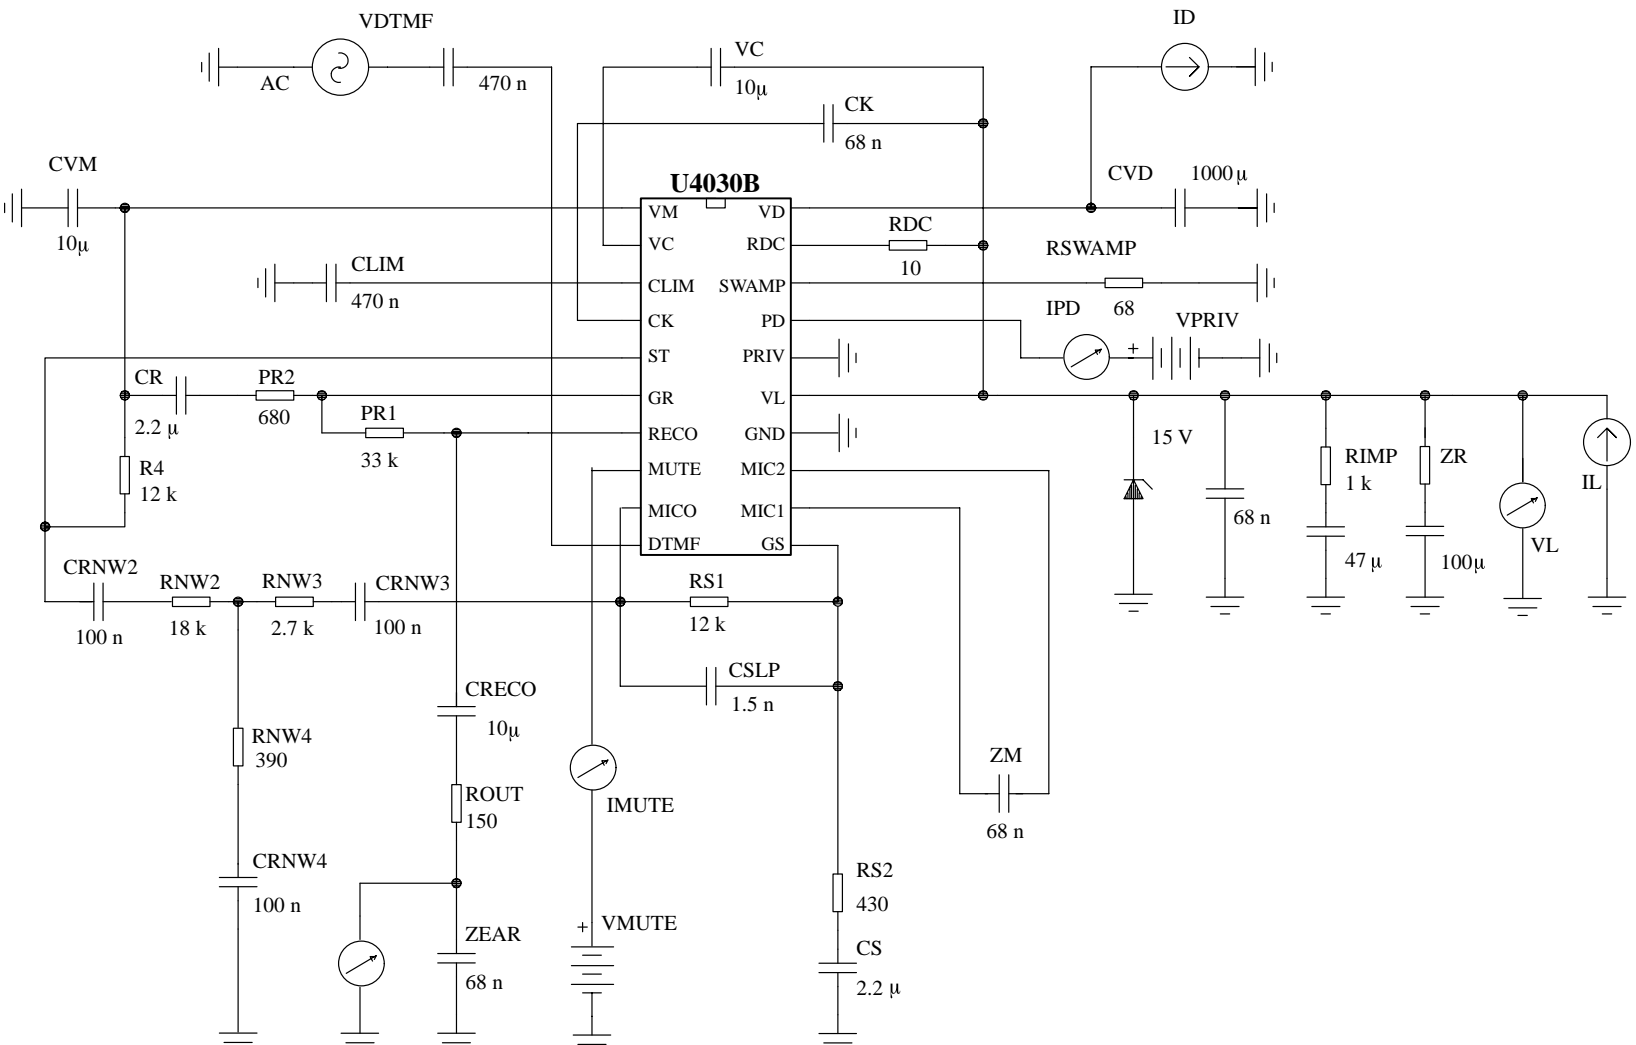 VDTMF
AC
470 n
VC
10µ
CK
68 n
ID
CVM
10µ
U4030B
CVD
1000 µ
VM
VC
CLIM
CK
ST
GR
RECO
MUTE
MICO
DTMF
VD
RDC
SWAMP
PD
PRIV
VL
GND
MIC2
MIC1
GS
RDC
10
CLIM
470 n
RSWAMP
68
IPD
+
VPRIV
CR
2.2 µ
PR2
680
PR1
33 k
R4
12 k
15 V
68 n
RIMP
1 k
47 µ
ZR
100µ
VL
IL
CRNW2
100 n
RNW2
18 k
RNW3
2.7 k
CRNW3
100 n
RS1
12 k
CSLP
1.5 n
RNW4
390
CRNW4
100 n
CRECO
10µ
ROUT
150
ZEAR
68 n
IMUTE
+
VMUTE
ZM
68 n
RS2
430
CS
2.2 µ